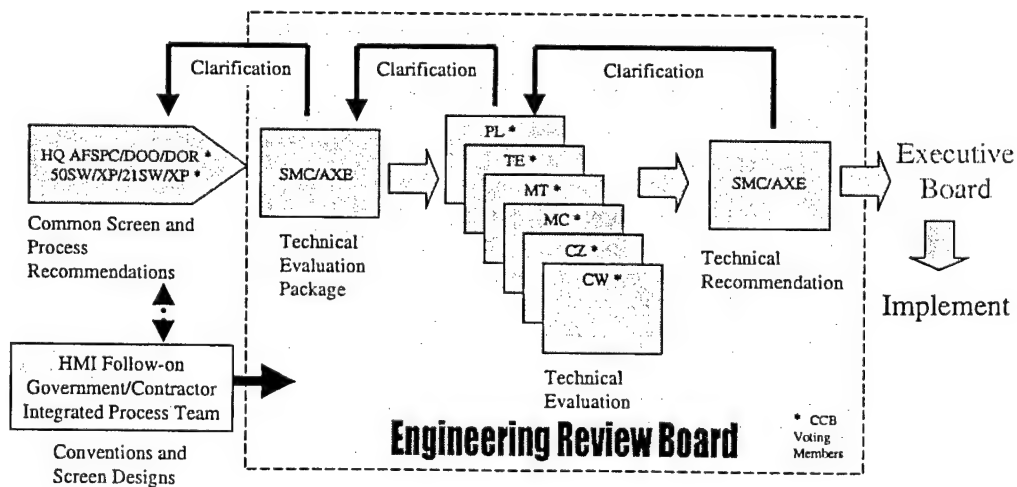 Clarification
Clarification
Clarification
HQ AFSPC/DOO/DOR *
50SW/XP/21SW/XP *
Common Screen and
Process
Recommendations
SMC/AXE
Technical
Evaluation
Package
PL *
TE *
MT *
MC *
CZ *
CW *
Technical
Evaluation
SMC/AXE
Technical
Recommendation
Executive
Board
Implement
HMI Follow-on
Government/Contractor
Integrated Process Team
Conventions and
Screen Designs
Engineering Review Board
* CCB
Voting
Members